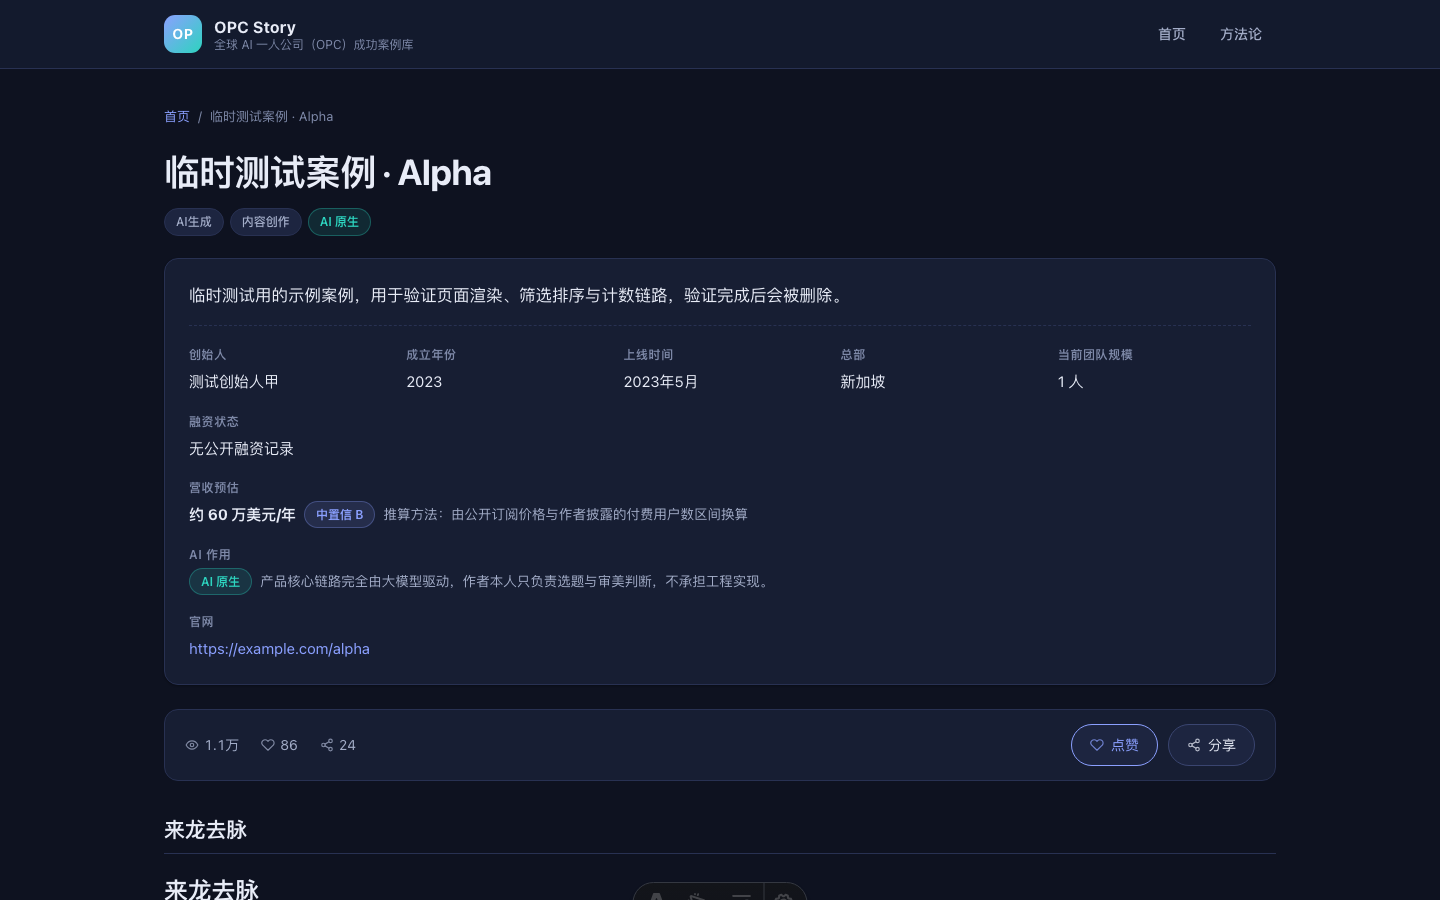 OP
OPC Story
全球 AI 一人公司（OPC）成功案例库
首页
方法论
首页 / 临时测试案例 · Alpha
临时测试案例 · Alpha
AI生成
内容创作
AI 原生
临时测试用的示例案例，用于验证页面渲染、筛选排序与计数链路，验证完成后会被删除。
创始人
测试创始人甲
成立年份
2023
上线时间
2023年5月
总部
新加坡
当前团队规模
1 人
融资状态
无公开融资记录
营收预估
约 60 万美元/年 中置信 B 推算方法：由公开订阅价格与作者披露的付费用户数区间换算
AI 作用
AI 原生 产品核心链路完全由大模型驱动，作者本人只负责选题与审美判断，不承担工程实现。
官网
https://example.com/alpha
1.1万
86
24
点赞
分享
来龙去脉
来龙去脉